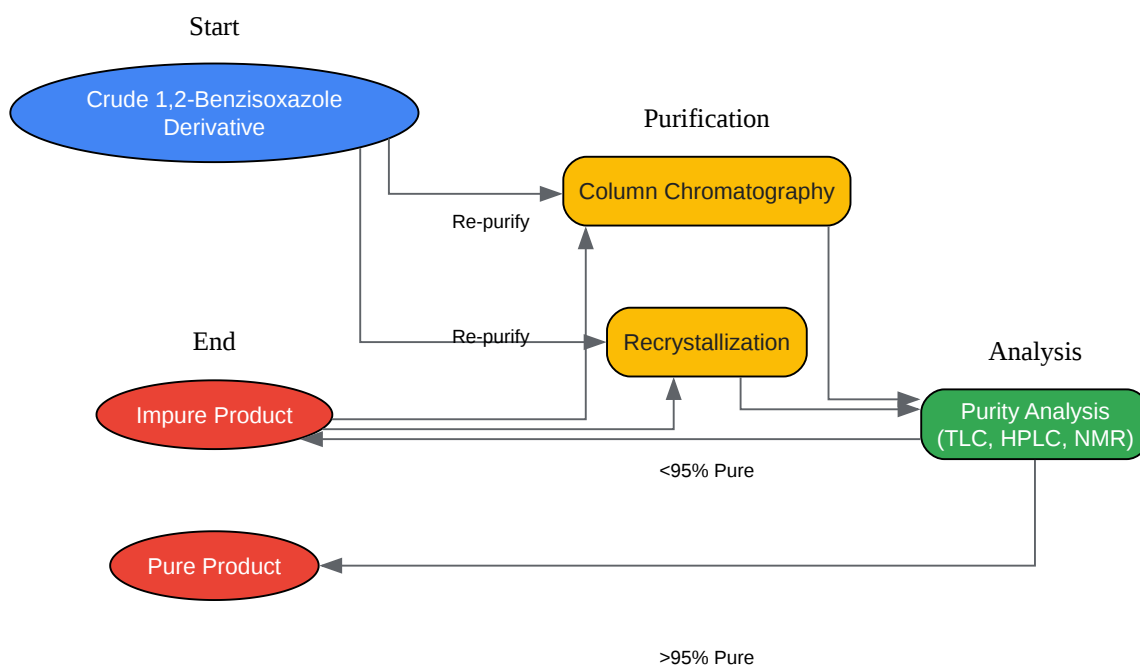 Start
Crude 1,2-Benzisoxazole
Derivative
Purification
Column Chromatography
Re-purify
End
Re-purify
Recrystallization
Analysis
Impure Product
Purity Analysis
(TLC, HPLC, NMR)
<95% Pure
Pure Product
>95% Pure